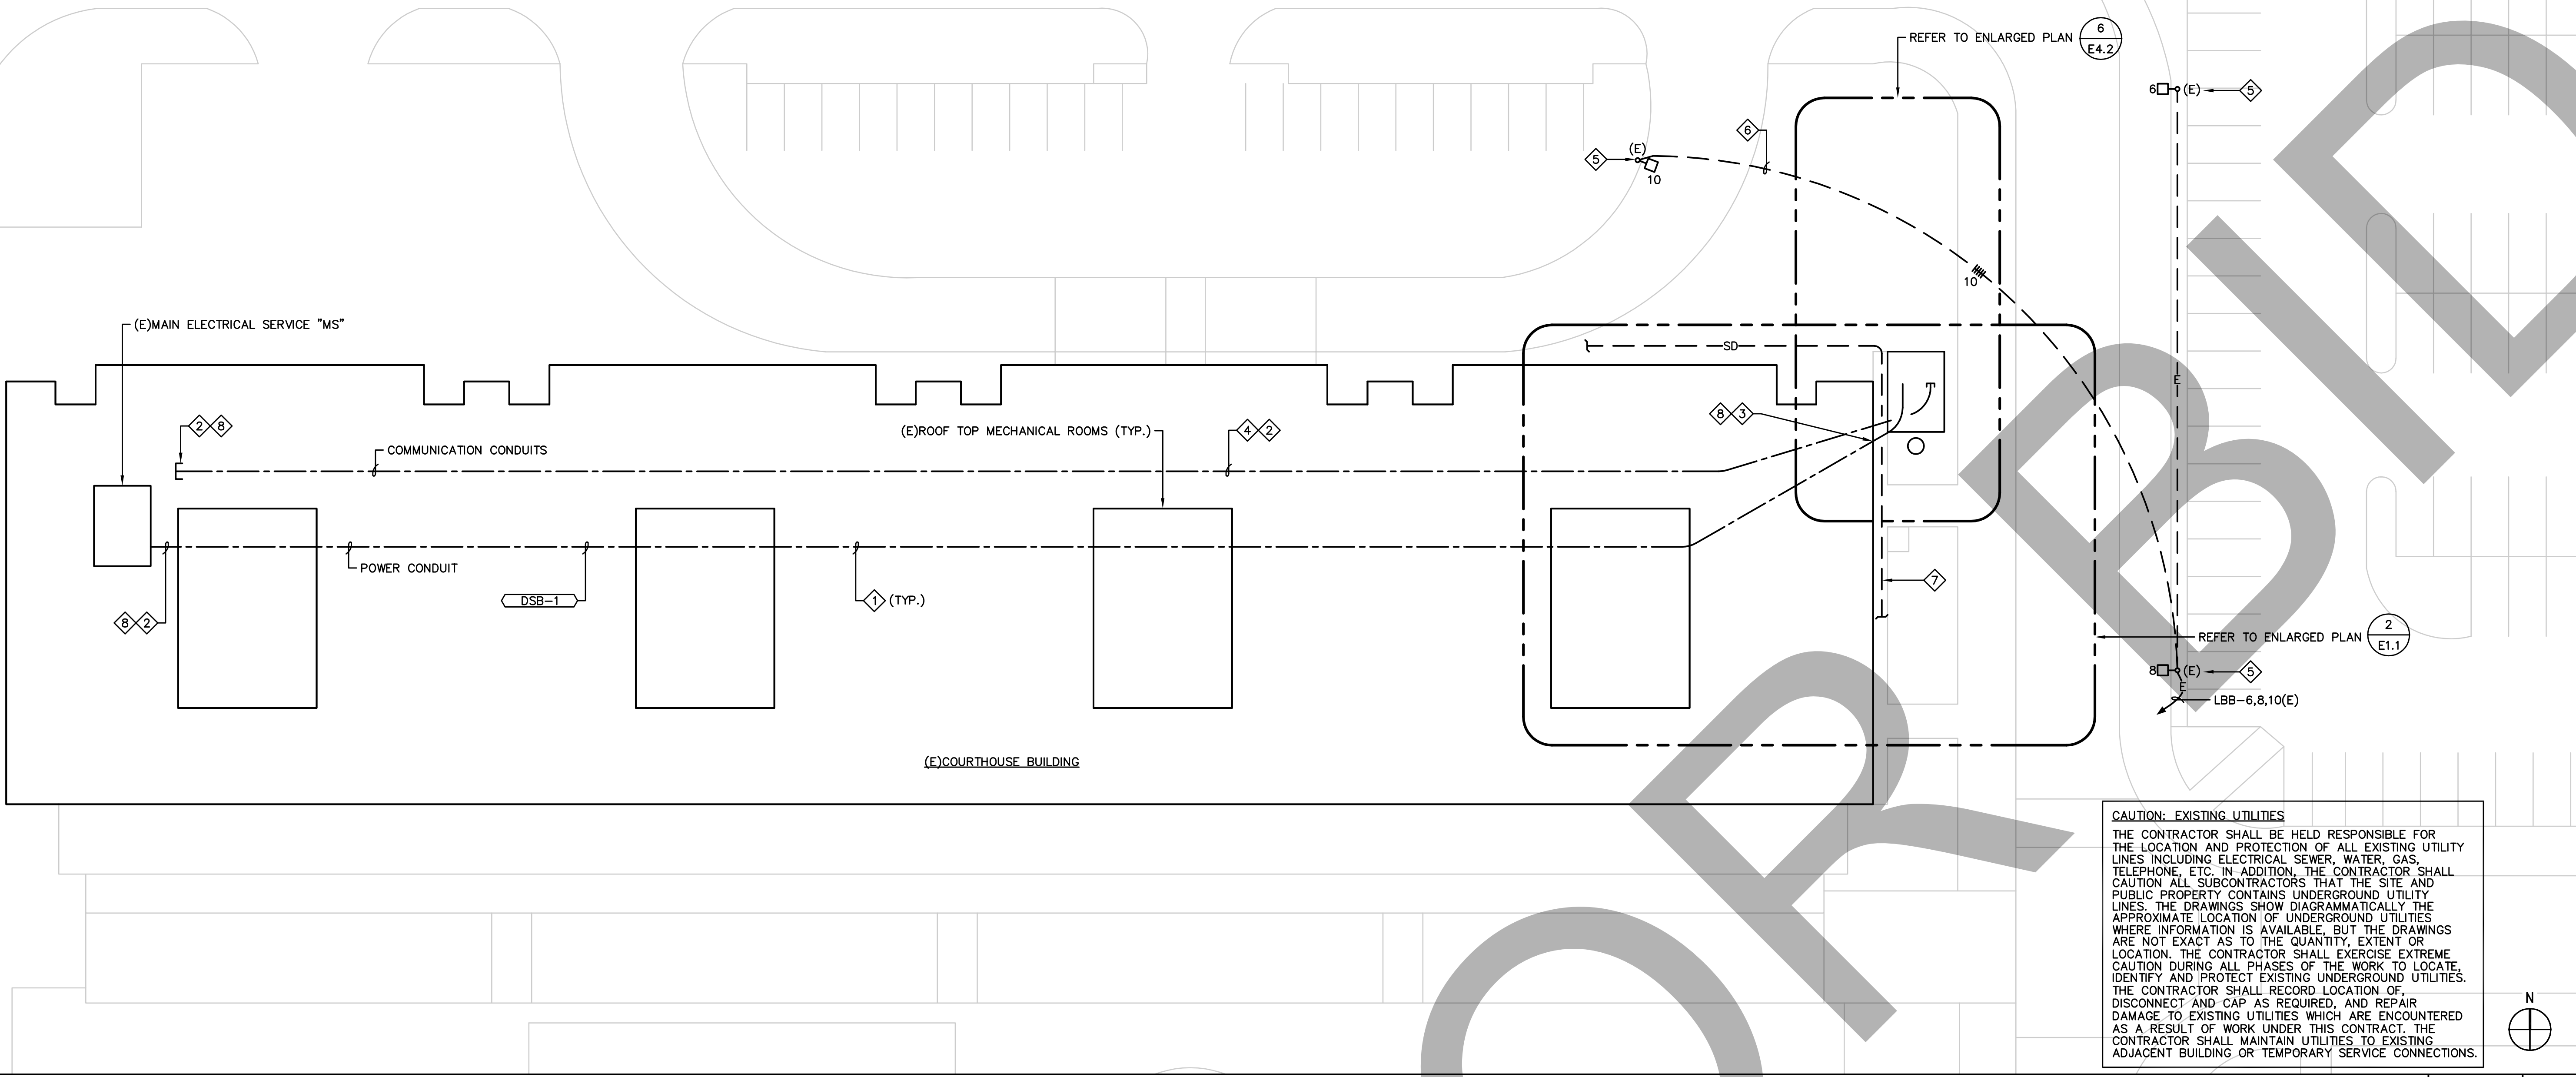 REFER TO ENLARGED PLAN
6
E4.2
6
(E)
5
6
5
(E)
10
10
(E)MAIN ELECTRICAL SERVICE "MS"
SD
2
8
COMMUNICATION CONDUITS
(E)ROOF TOP MECHANICAL ROOMS (TYP.)
4
2
8
3
E
POWER CONDUIT
DSB-1
1
(TYP.)
8
2
7
REFER TO ENLARGED PLAN
2
E1.1
8
(E)
5
E
LBB-6,8,10(E)
(E)COURTHOUSE BUILDING
CAUTION: EXISTING UTILITIES
THE CONTRACTOR SHALL BE HELD RESPONSIBLE FOR
THE LOCATION AND PROTECTION OF ALL EXISTING UTILITY
LINES INCLUDING ELECTRICAL SEWER, WATER, GAS,
TELEPHONE, ETC. IN ADDITION, THE CONTRACTOR SHALL
CAUTION ALL SUBCONTRACTORS THAT THE SITE AND
PUBLIC PROPERTY CONTAINS UNDERGROUND UTILITY
LINES. THE DRAWINGS SHOW DIAGRAMMATICALLY THE
APPROXIMATE LOCATION OF UNDERGROUND UTILITIES
WHERE INFORMATION IS AVAILABLE, BUT THE DRAWINGS
ARE NOT EXACT AS TO THE QUANTITY, EXTENT OR
LOCATION. THE CONTRACTOR SHALL EXERCISE EXTREME
CAUTION DURING ALL PHASES OF THE WORK TO LOCATE,
IDENTIFY AND PROTECT EXISTING UNDERGROUND UTILITIES.
THE CONTRACTOR SHALL RECORD LOCATION OF,
DISCONNECT AND CAP AS REQUIRED, AND REPAIR
DAMAGE TO EXISTING UTILITIES WHICH ARE ENCOUNTERED
AS A RESULT OF WORK UNDER THIS CONTRACT. THE
CONTRACTOR SHALL MAINTAIN UTILITIES TO EXISTING
ADJACENT BUILDING OR TEMPORARY SERVICE CONNECTIONS.
N
OR BID